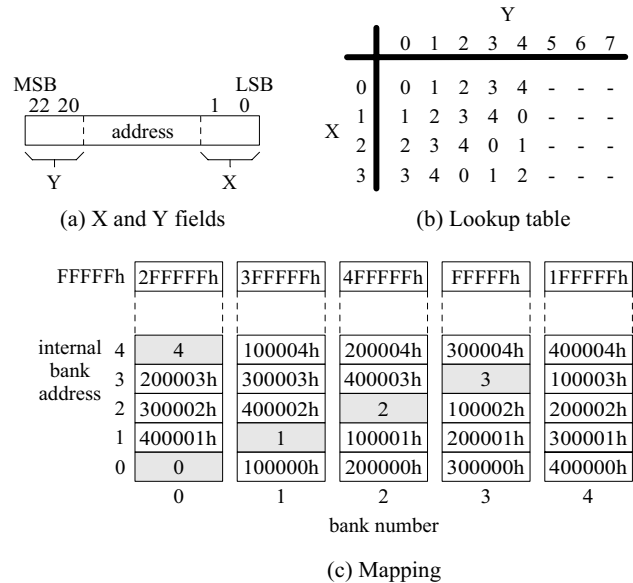 MSB LSB
22 20 1 0
address
Y X
(a) X and Y fields
Y
0 1 2 3 4 5 6 7
0 0 1 2 3 4 - - -
1 1 2 3 4 0 - - -
X
2 2 3 4 0 1 - - -
3 3 4 0 1 2 - - -
(b) Lookup table
FFFFFh 2FFFFFh 3FFFFFh 4FFFFFh FFFFFh 1FFFFFh
internal
bank
address
4 4 100004h 200004h 300004h 400004h
3 200003h 300003h 400003h 3 100003h
2 300002h 400002h 2 100002h 200002h
1 400001h 1 100001h 200001h 300001h
0 0 100000h 200000h 300000h 400000h
0 1 2 3 4
bank number
(c) Mapping